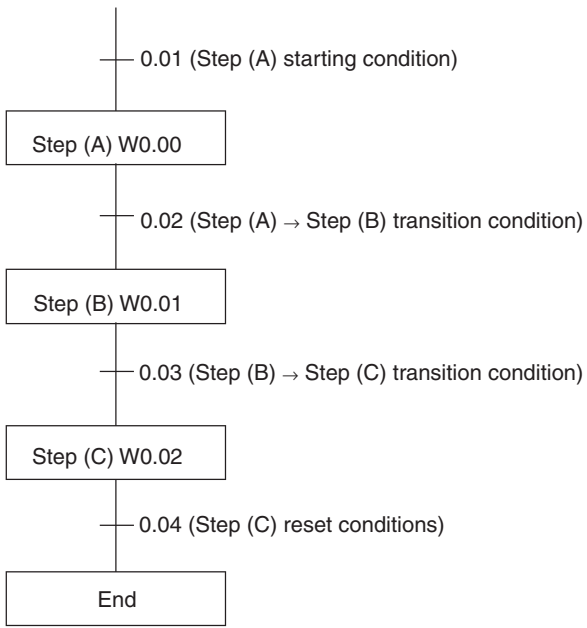 0.01 (Step (A) starting condition)
Step (A) W0.00
0.02 (Step (A) → Step (B) transition condition)
Step (B) W0.01
0.03 (Step (B) → Step (C) transition condition)
Step (C) W0.02
0.04 (Step (C) reset conditions)
End